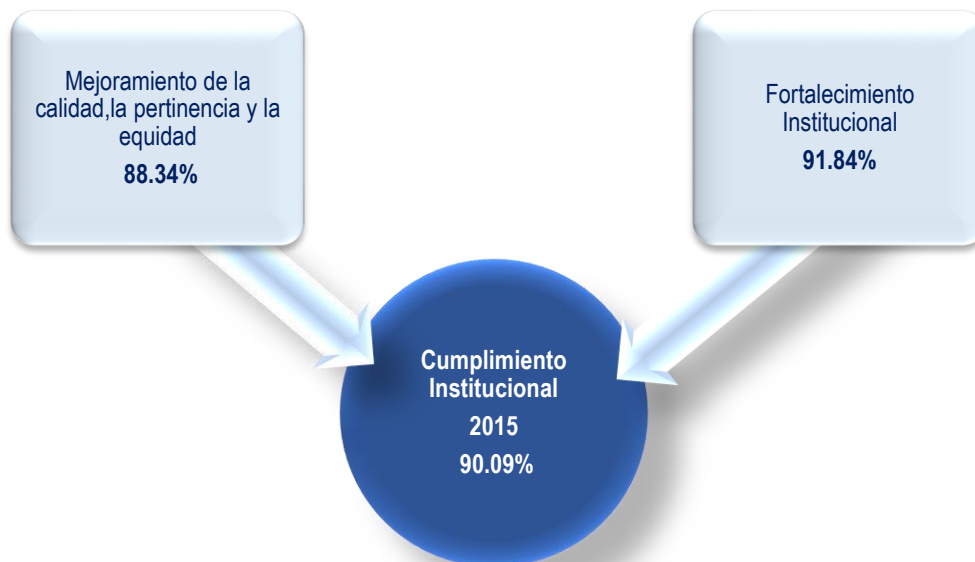 Mejoramiento de la
calidad,la pertinencia y la
equidad
88.34%
Fortalecimiento
Institucional
91.84%
Cumplimiento
Institucional
2015
90.09%